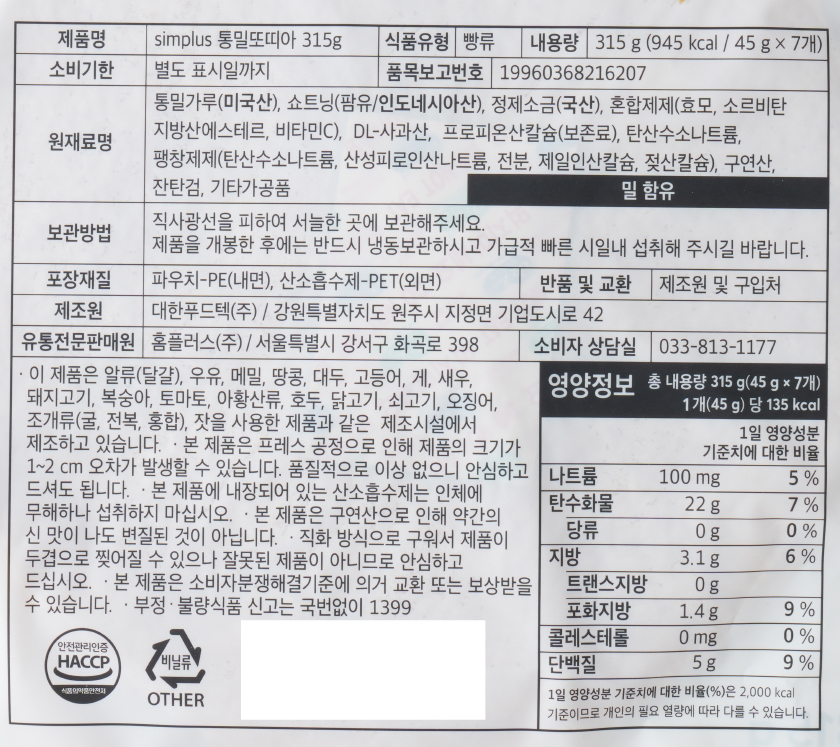 제품명 simplus 통밀또띠아 315g 식품유형 빵류 내용량 315 g (945 kcal / 45 g × 7개)
소비기한 별도 표시일까지 품목보고번호 19960368216207
원재료명
통밀가루(미국산), 쇼트닝(팜유/인도네시아산), 정제소금(국산), 혼합제제(효모, 소르비탄
지방산에스테르, 비타민C), DL-사과산, 프로피온산칼슘(보존료), 탄산수소나트륨,
팽창제제(탄산수소나트륨, 산성피로인산나트륨, 전분, 제일인산칼슘, 젖산칼슘), 구연산,
잔탄검, 기타가공품
밀 함유
보관방법
직사광선을 피하여 서늘한 곳에 보관해주세요.
제품을 개봉한 후에는 반드시 냉동보관하시고 가급적 빠른 시일내 섭취해 주시길 바랍니다.
포장재질 파우치-PE(내면), 산소흡수제-PET(외면) 반품 및 교환 제조원 및 구입처
제조원 대한푸드텍(주) / 강원특별자치도 원주시 지정면 기업도시로 42
유통전문판매원 홈플러스(주) / 서울특별시 강서구 화곡로 398 소비자 상담실 033-813-1177
· 이 제품은 알류(달걀), 우유, 메밀, 땅콩, 대두, 고등어, 게, 새우,
돼지고기, 복숭아, 토마토, 아황산류, 호두, 닭고기, 쇠고기, 오징어,
조개류(굴, 전복, 홍합), 잣을 사용한 제품과 같은 제조시설에서
제조하고 있습니다. · 본 제품은 프레스 공정으로 인해 제품의 크기가
1~2 cm 오차가 발생할 수 있습니다. 품질적으로 이상 없으니 안심하고
드셔도 됩니다. · 본 제품에 내장되어 있는 산소흡수제는 인체에
무해하나 섭취하지 마십시오. · 본 제품은 구연산으로 인해 약간의
신 맛이 나도 변질된 것이 아닙니다. · 직화 방식으로 구워서 제품이
두겹으로 찢어질 수 있으나 잘못된 제품이 아니므로 안심하고
드십시오. · 본 제품은 소비자분쟁해결기준에 의거 교환 또는 보상받을
수 있습니다. · 부정·불량식품 신고는 국번없이 1399
안전관리인증
HACCP
식품의약품안전처
비닐류
OTHER
영양정보 총 내용량 315 g(45 g × 7개)
1개(45 g) 당 135 kcal
1일 영양성분
기준치에 대한 비율
나트륨 100 mg 5 %
탄수화물 22 g 7 %
당류 0 g 0 %
지방 3.1 g 6 %
트랜스지방 0 g
포화지방 1.4 g 9 %
콜레스테롤 0 mg 0 %
단백질 5 g 9 %
1일 영양성분 기준치에 대한 비율(%)은 2,000 kcal
기준이므로 개인의 필요 열량에 따라 다를 수 있습니다.